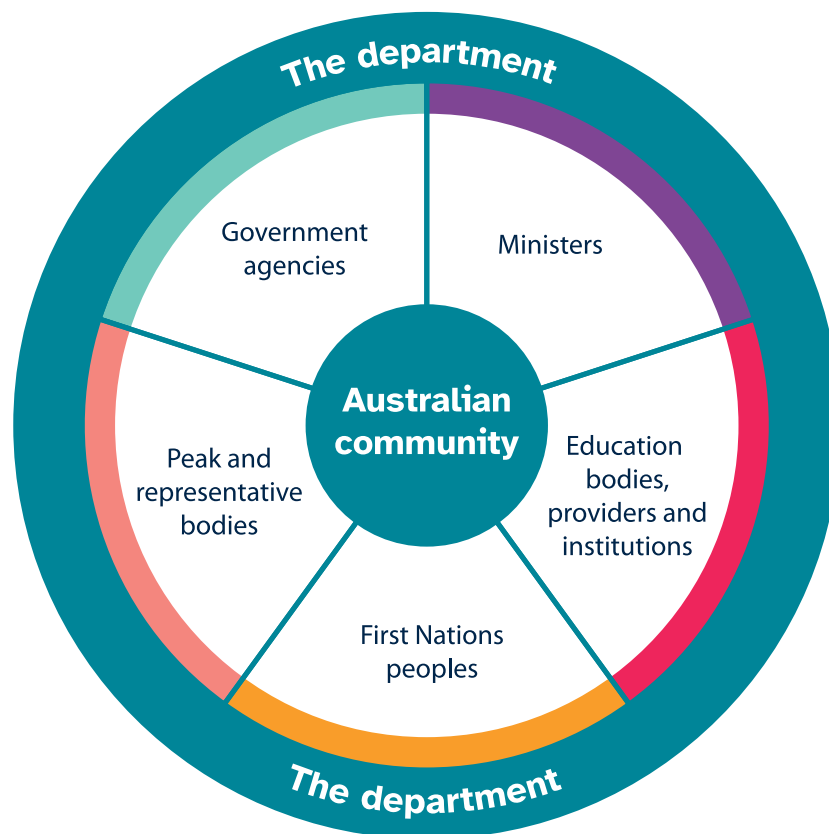 The department
Government
agencies
Ministers
Australian
community
Peak and
representative
bodies
Education
bodies,
providers and
institutions
First Nations
peoples
The department